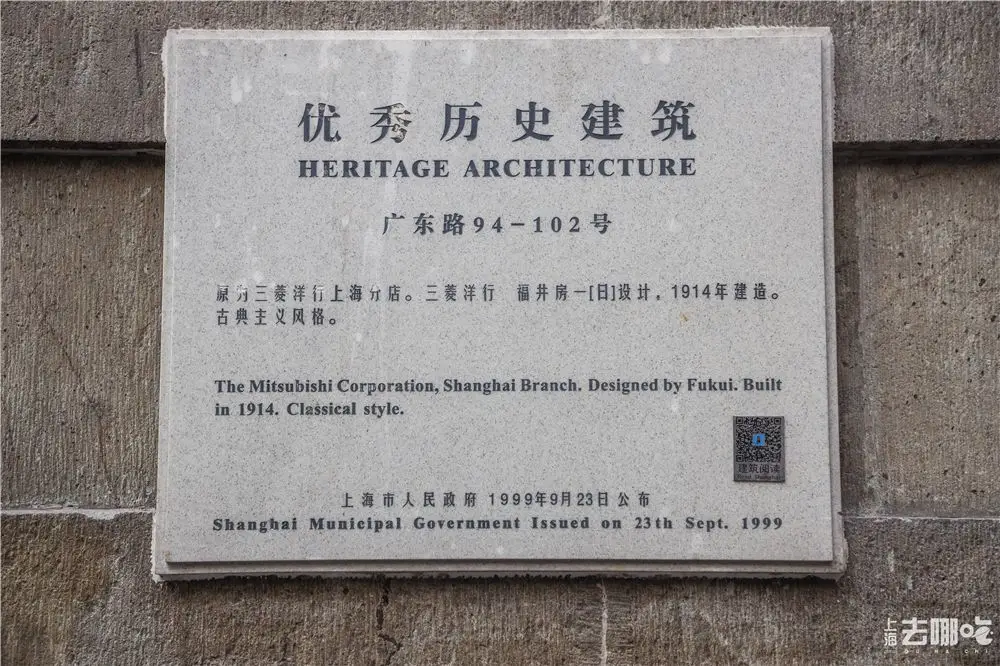 优秀历史建筑
HERITAGE ARCHITECTURE
广东路94-102号
原为三菱洋行上海分店。三菱洋行 福井房一[日]设计，1914年建造。
古典主义风格。
The Mitsubishi Corporation, Shanghai Branch. Designed by Fukui. Built
in 1914. Classical style.
建筑阅读
Read Shanghai
上海市人民政府 1999年9月23日公布
Shanghai Municipal Government Issued on 23th Sept. 1999
上海去哪吃
QU NA CHI